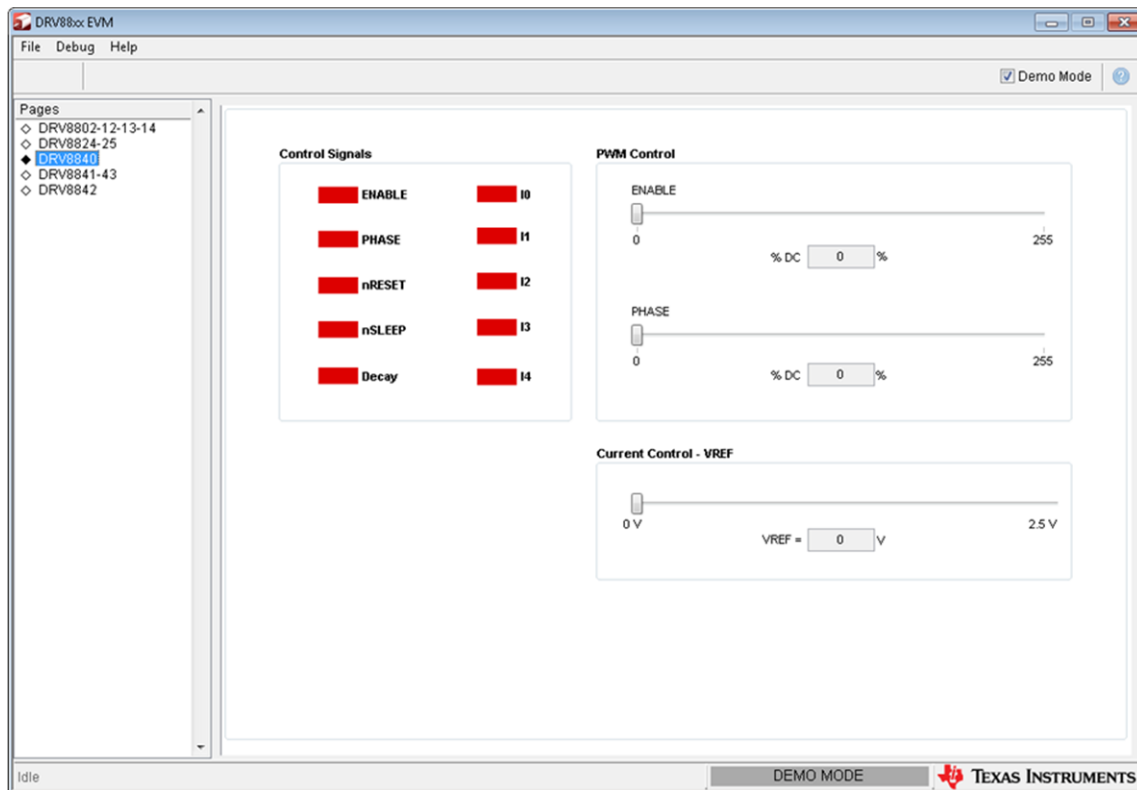 DRV88xx EVM
File Debug Help
Demo Mode
?
Pages
DRV8802-12-13-14
DRV8824-25
DRV8840
DRV8841-43
DRV8842
Control Signals
ENABLE I0
PHASE I1
nRESET I2
nSLEEP I3
Decay I4
PWM Control
ENABLE
0 255
% DC 0 %
PHASE
0 255
% DC 0 %
Current Control - VREF
0 V 2.5 V
VREF = 0 V
Idle
DEMO MODE
TEXAS INSTRUMENTS